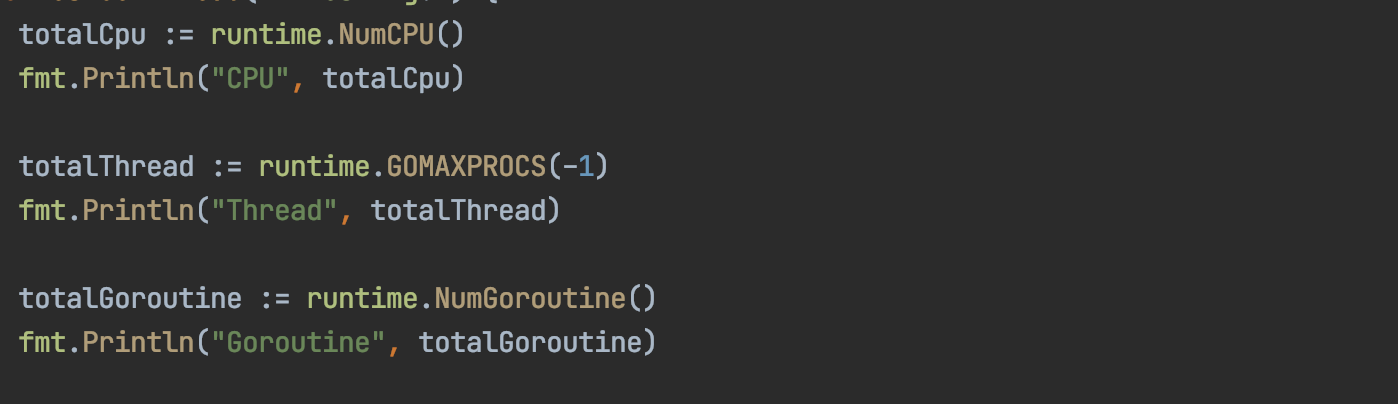 totalCpu := runtime.NumCPU()
fmt.Println("CPU", totalCpu)
totalThread := runtime.GOMAXPROCS(-1)
fmt.Println("Thread", totalThread)
totalGoroutine := runtime.NumGoroutine()
fmt.Println("Goroutine", totalGoroutine)